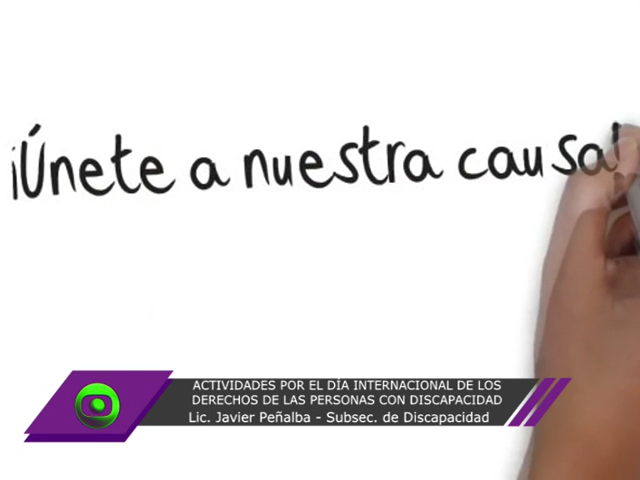 ¡Únete a nuestra causa!
ACTIVIDADES POR EL DÍA INTERNACIONAL DE LOS
DERECHOS DE LAS PERSONAS CON DISCAPACIDAD
Lic. Javier Peñalba - Subsec. de Discapacidad